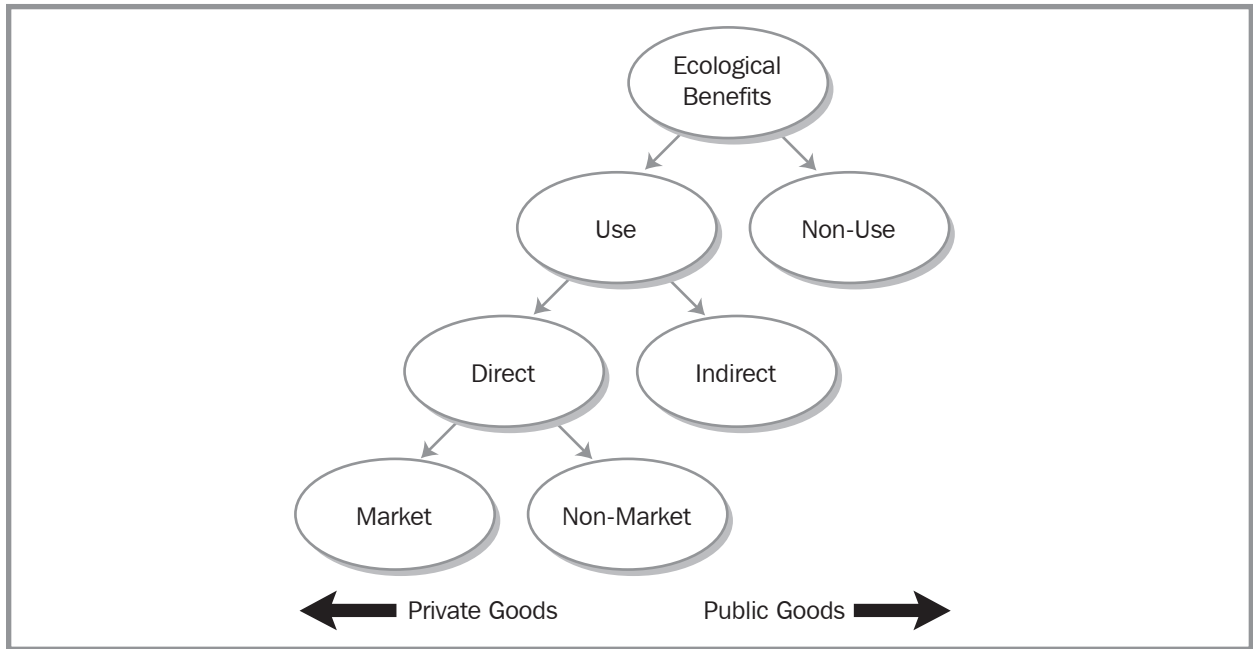 Ecological
Benefits
Use
Non-Use
Direct
Indirect
Market
Non-Market
Private Goods
Public Goods